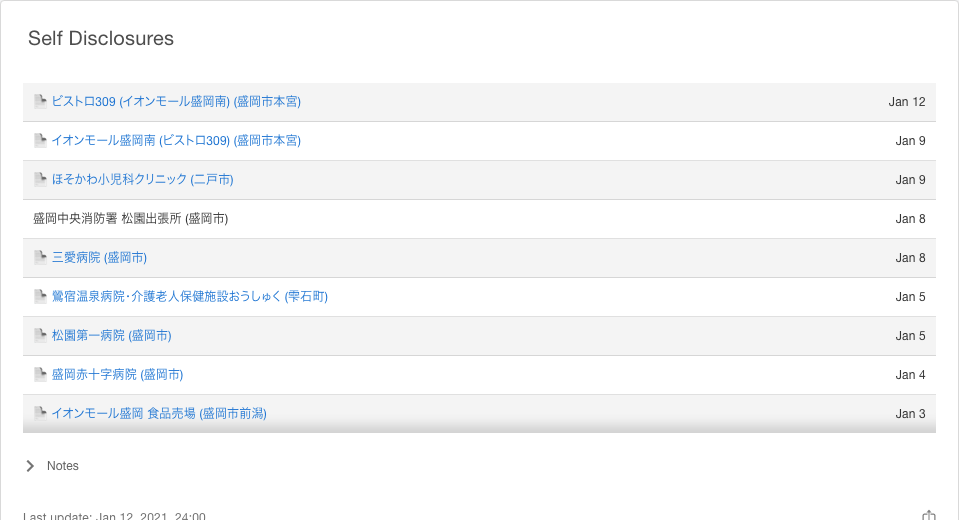 Self Disclosures
ビストロ309 (イオンモール盛岡南) (盛岡市本宮) Jan 12
イオンモール盛岡南 (ビストロ309) (盛岡市本宮) Jan 9
ほそかわ小児科クリニック (二戸市) Jan 9
盛岡中央消防署 松園出張所 (盛岡市) Jan 8
三愛病院 (盛岡市) Jan 8
鶯宿温泉病院・介護老人保健施設おうしゅく (雫石町) Jan 5
松園第一病院 (盛岡市) Jan 5
盛岡赤十字病院 (盛岡市) Jan 4
イオンモール盛岡 食品売場 (盛岡市前潟) Jan 3
Notes
Last update: Jan 12, 2021, 24:00